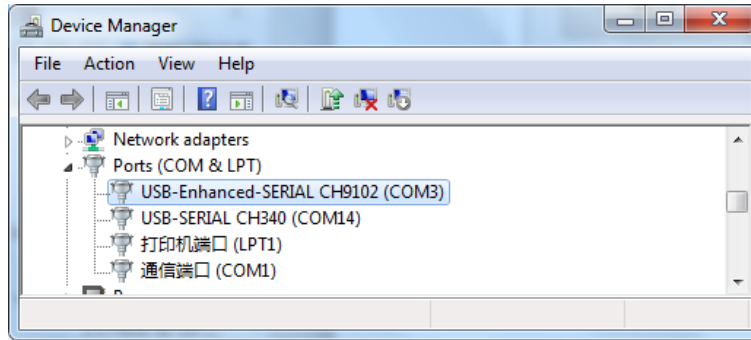 Device Manager
File Action View Help
Network adapters
Ports (COM & LPT)
USB-Enhanced-SERIAL CH9102 (COM3)
USB-SERIAL CH340 (COM14)
打印机端口 (LPT1)
通信端口 (COM1)